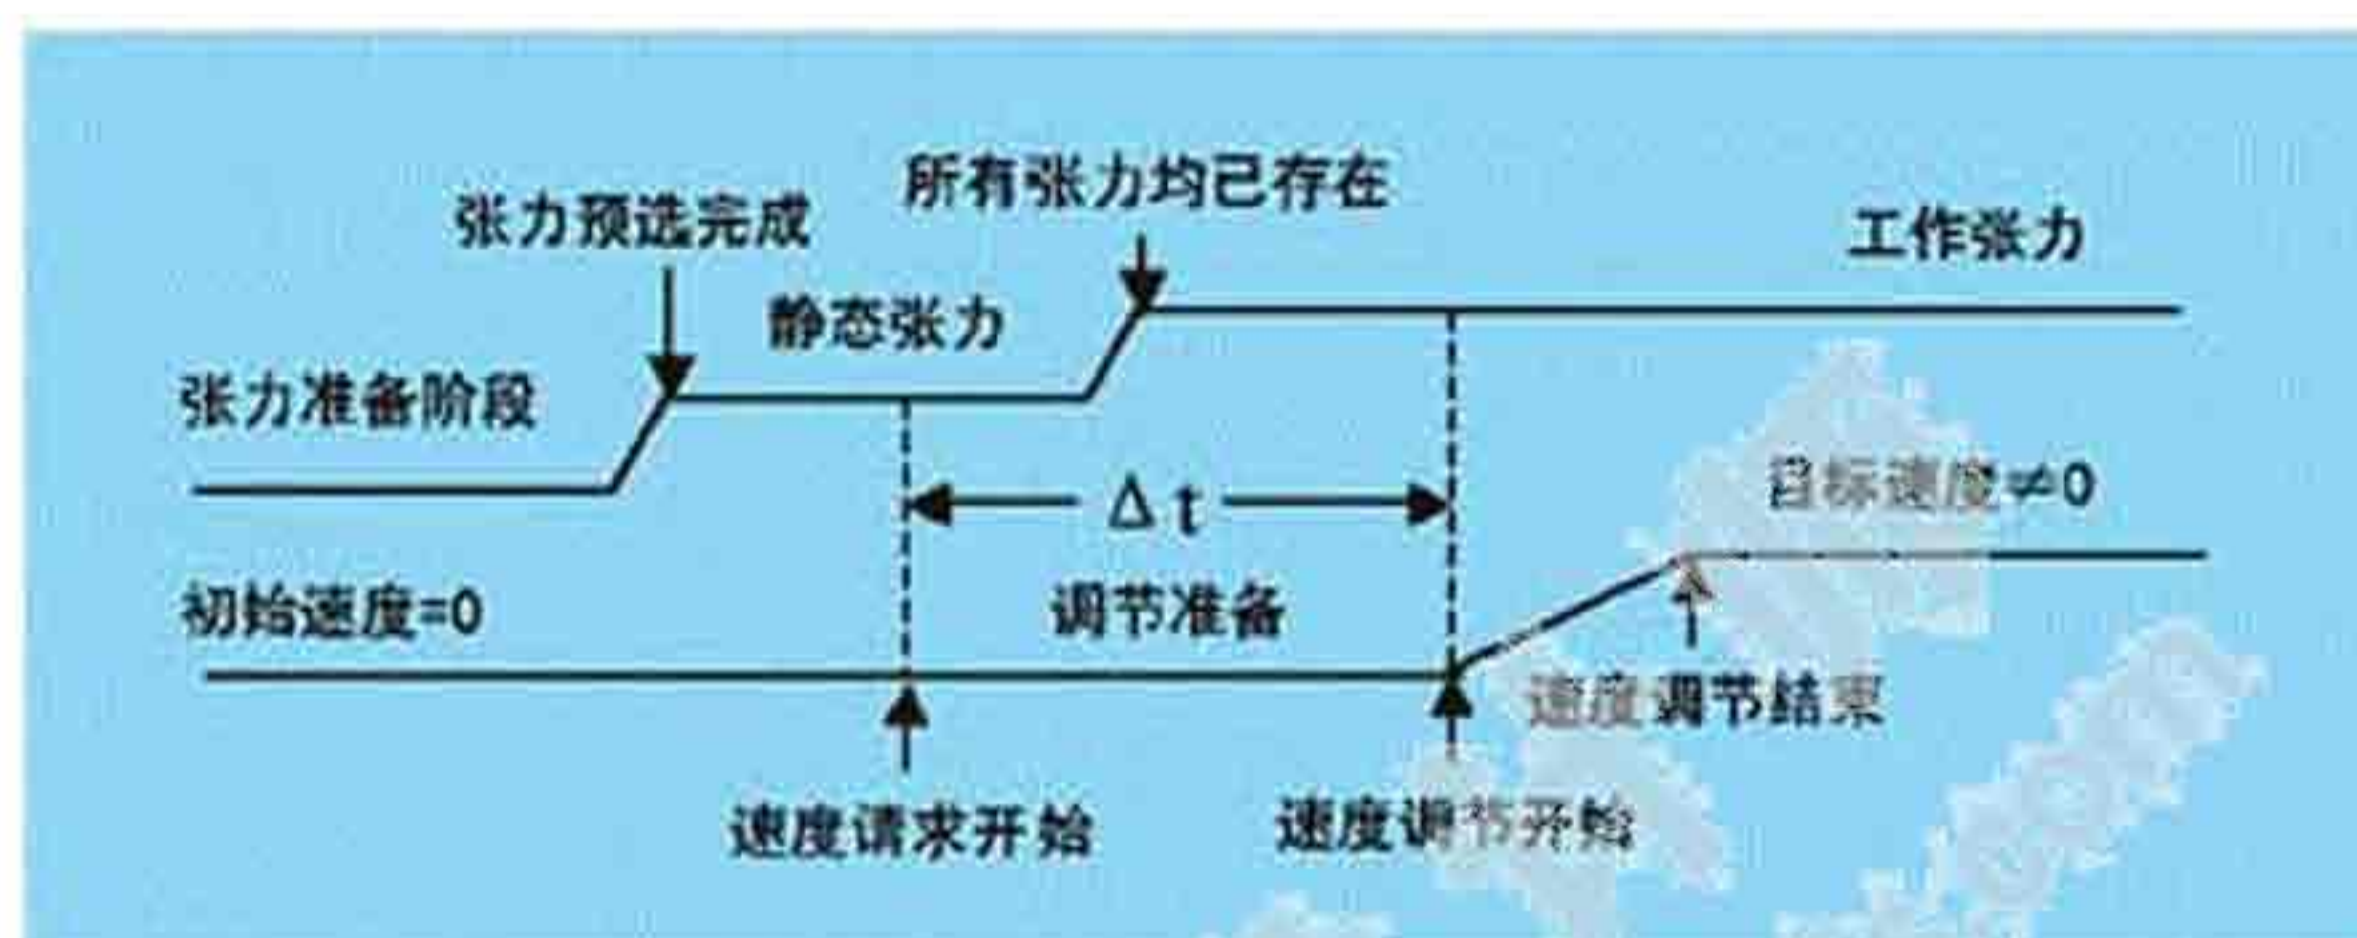 所有张力均已存在
张力预选完成
工作张力
静态张力
张力准备阶段
目标速度≠0
Δt
初始速度=0
调节准备
速度调节结束
速度请求开始
速度调节开始